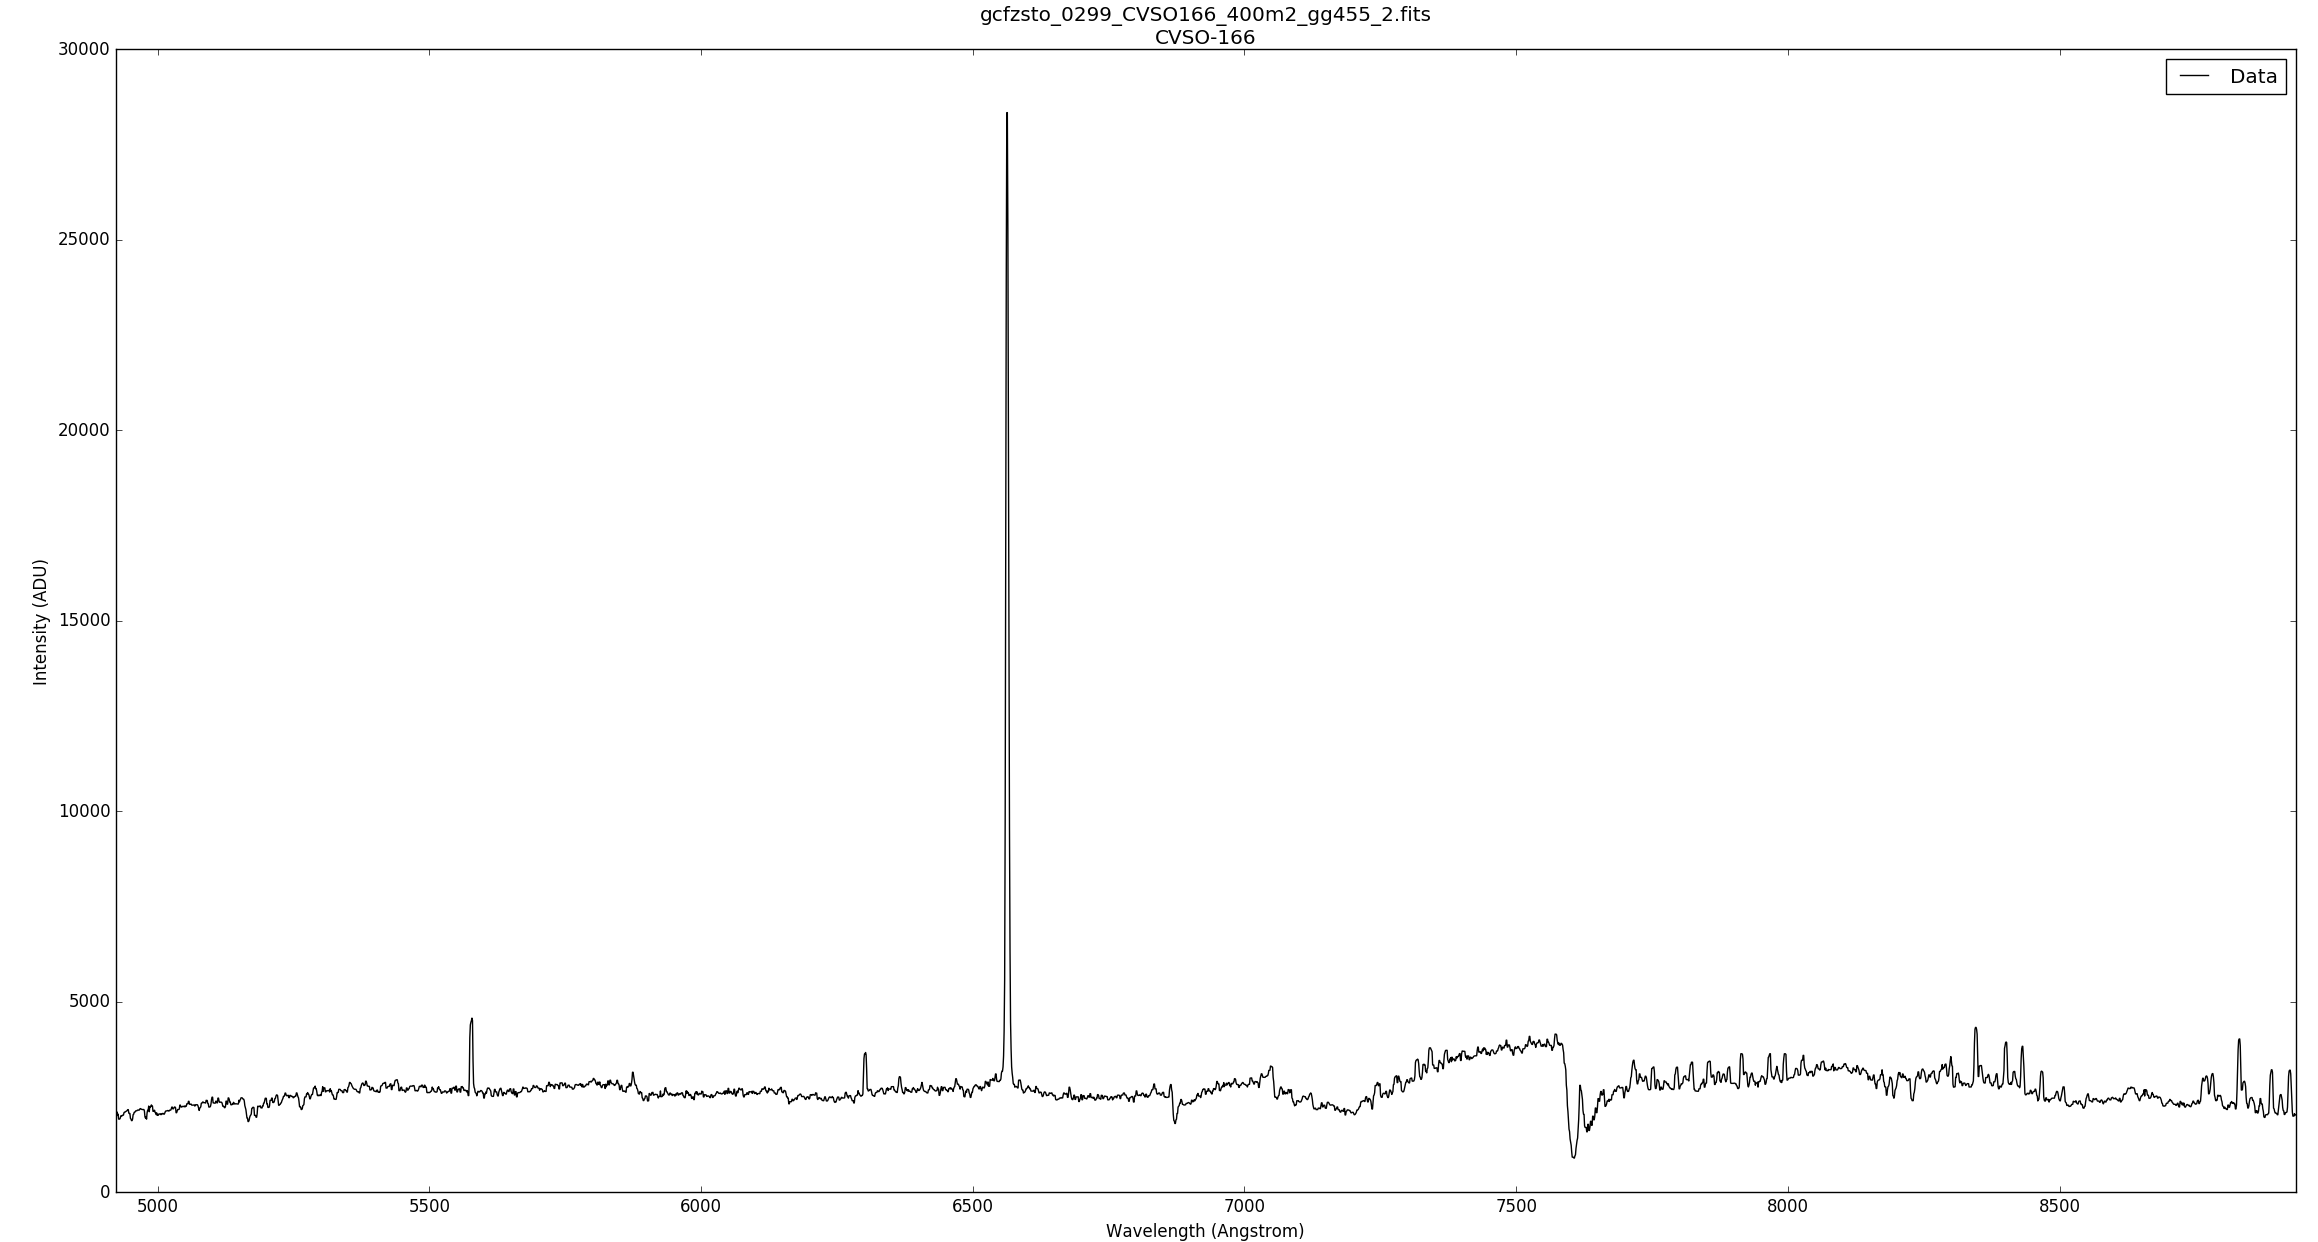 gcfzsto_0299_CVSO166_400m2_gg455_2.fits
CVSO-166
30000
25000
20000
15000
10000
5000
0
Intensity (ADU)
Data
5000 5500 6000 6500 7000 7500 8000 8500
Wavelength (Angstrom)